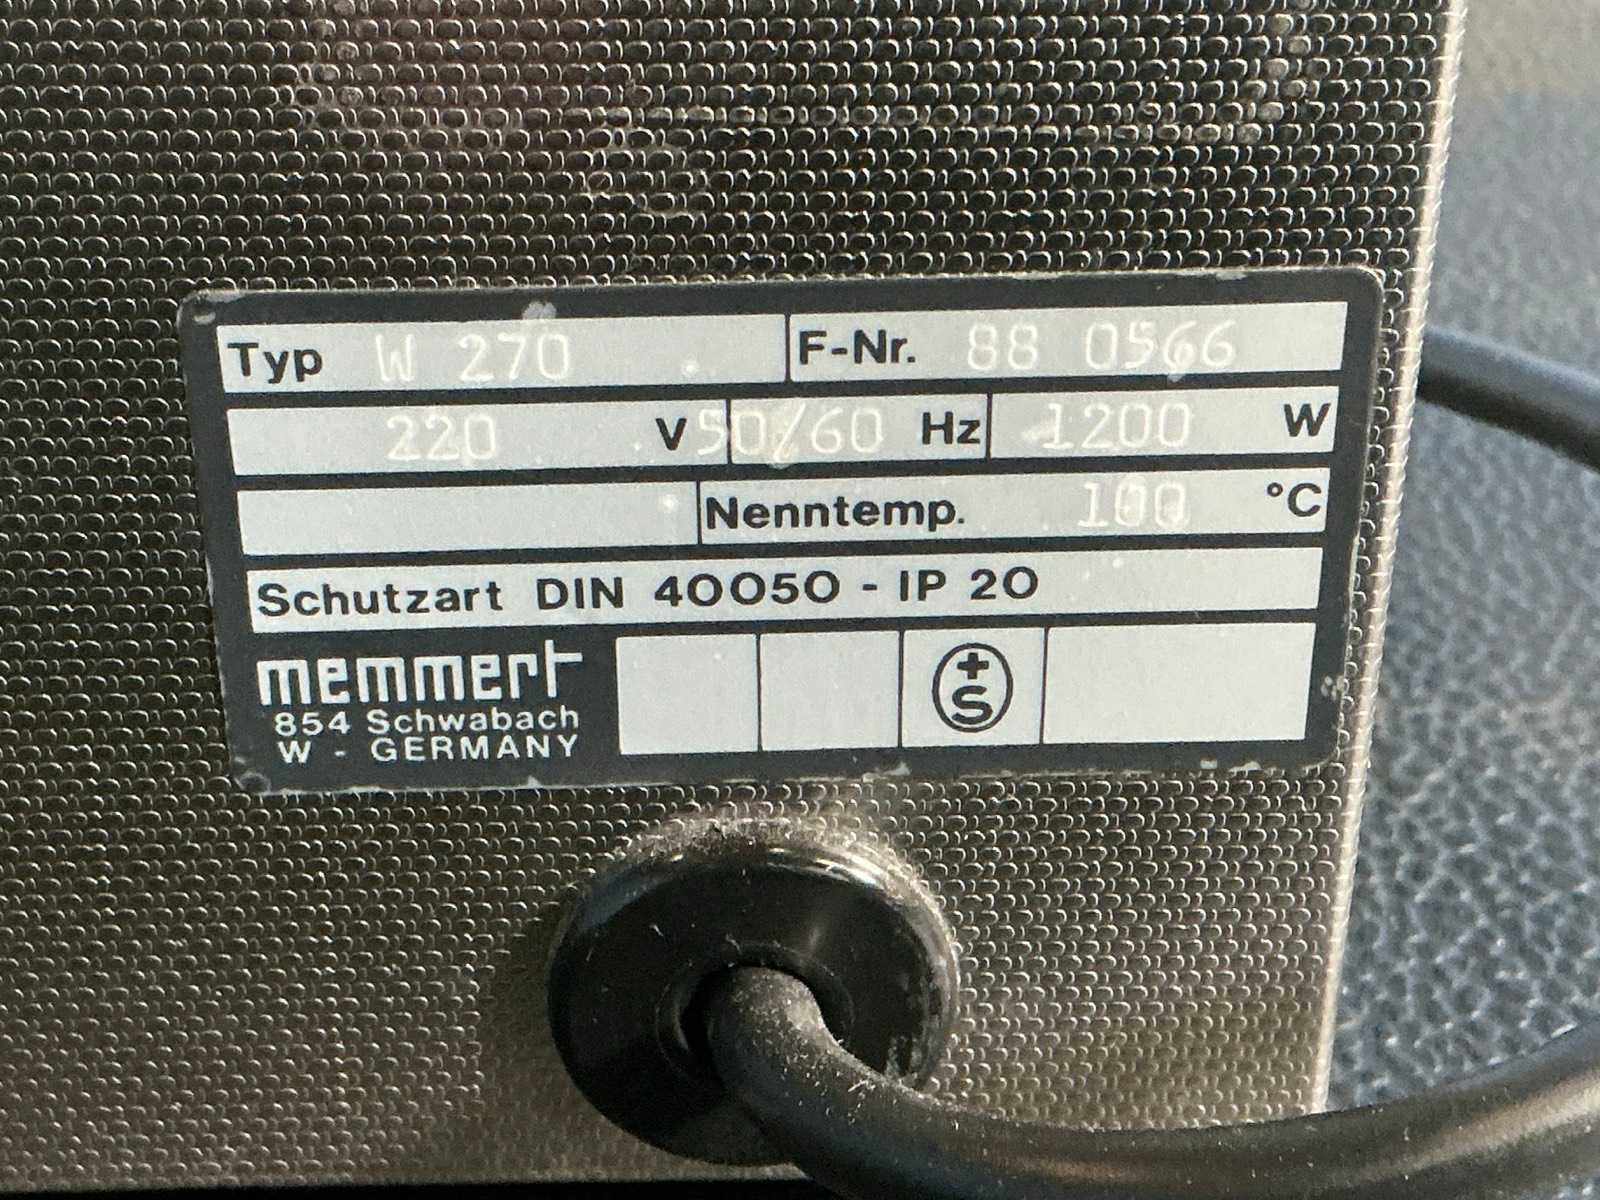 Typ W 270 F-Nr. 88 0566
220 V 50/60 Hz 1200 W
Nenntemp. 100 °C
Schutzart DIN 40050 - IP 20
memmert
854 Schwabach
W - GERMANY
+
S